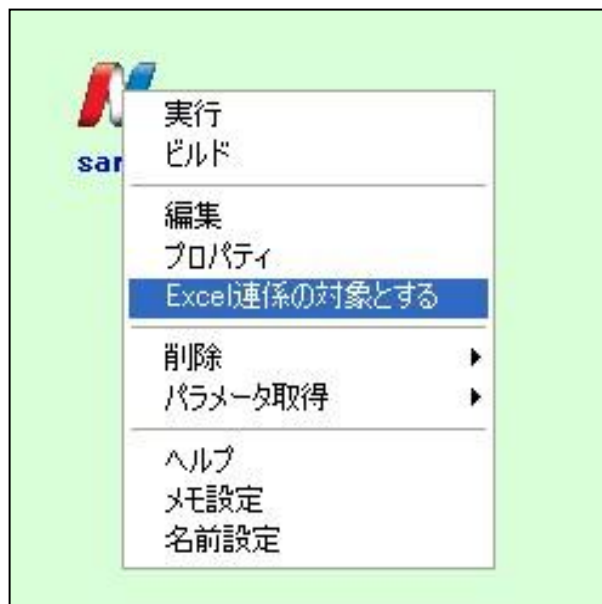 sar
実行
ビルド
編集
プロパティ
Excel連係の対象とする
削除
パラメータ取得
ヘルプ
メモ設定
名前設定